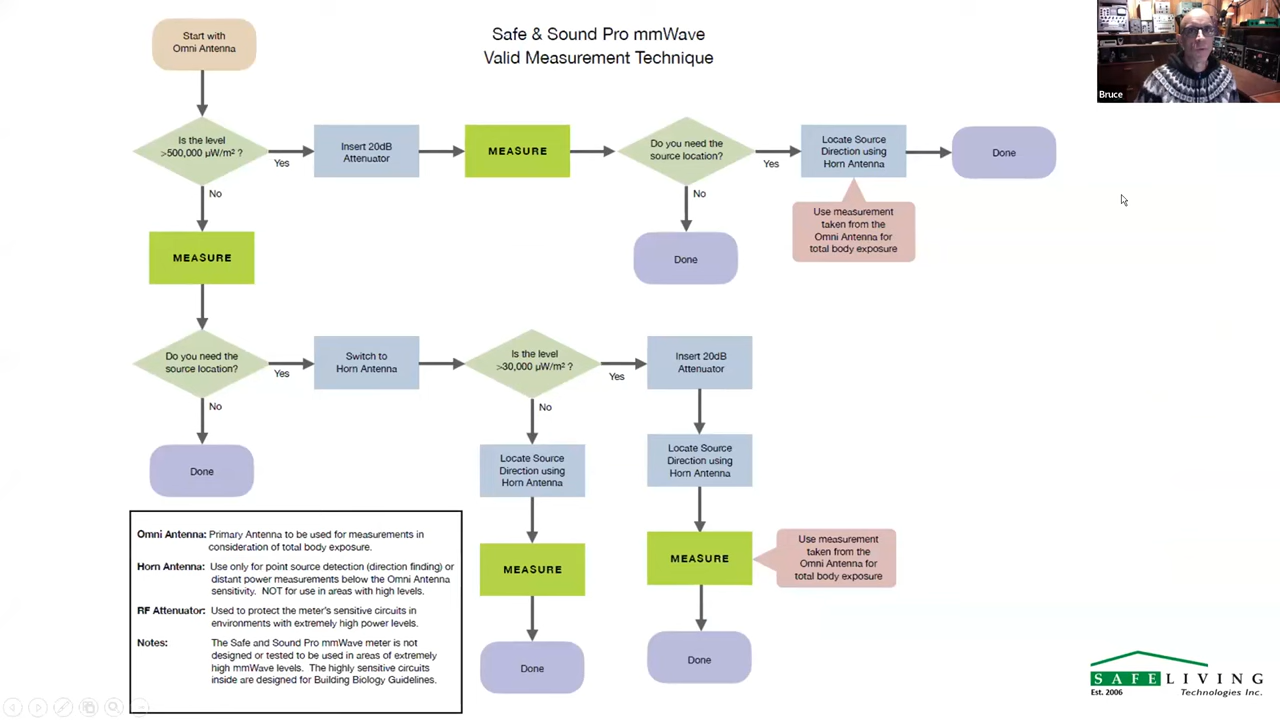 Safe & Sound Pro mmWave
Valid Measurement Technique
Bruce
Start with
Omni Antenna
Is the level
>500,000 µW/m² ?
Yes
No
Insert 20dB
Attenuator
MEASURE
Do you need the
source location?
Yes
No
Locate Source
Direction using
Horn Antenna
Done
Use measurement
taken from the
Omni Antenna for
total body exposure
Done
MEASURE
Do you need the
source location?
Yes
No
Switch to
Horn Antenna
Is the level
>30,000 µW/m² ?
Yes
No
Insert 20dB
Attenuator
Done
Locate Source
Direction using
Horn Antenna
Locate Source
Direction using
Horn Antenna
MEASURE
MEASURE
Use measurement
taken from the
Omni Antenna for
total body exposure
Done
Done
Omni Antenna: Primary Antenna to be used for measurements in
consideration of total body exposure.
Horn Antenna: Use only for point source detection (direction finding) or
distant power measurements below the Omni Antenna
sensitivity. NOT for use in areas with high levels.
RF Attenuator: Used to protect the meter's sensitive circuits in
environments with extremely high power levels.
Notes: The Safe and Sound Pro mmWave meter is not
designed or tested to be used in areas of extremely
high mmWave levels. The highly sensitive circuits
inside are designed for Building Biology Guidelines.
SAFELIVING
Est. 2006 Technologies Inc.